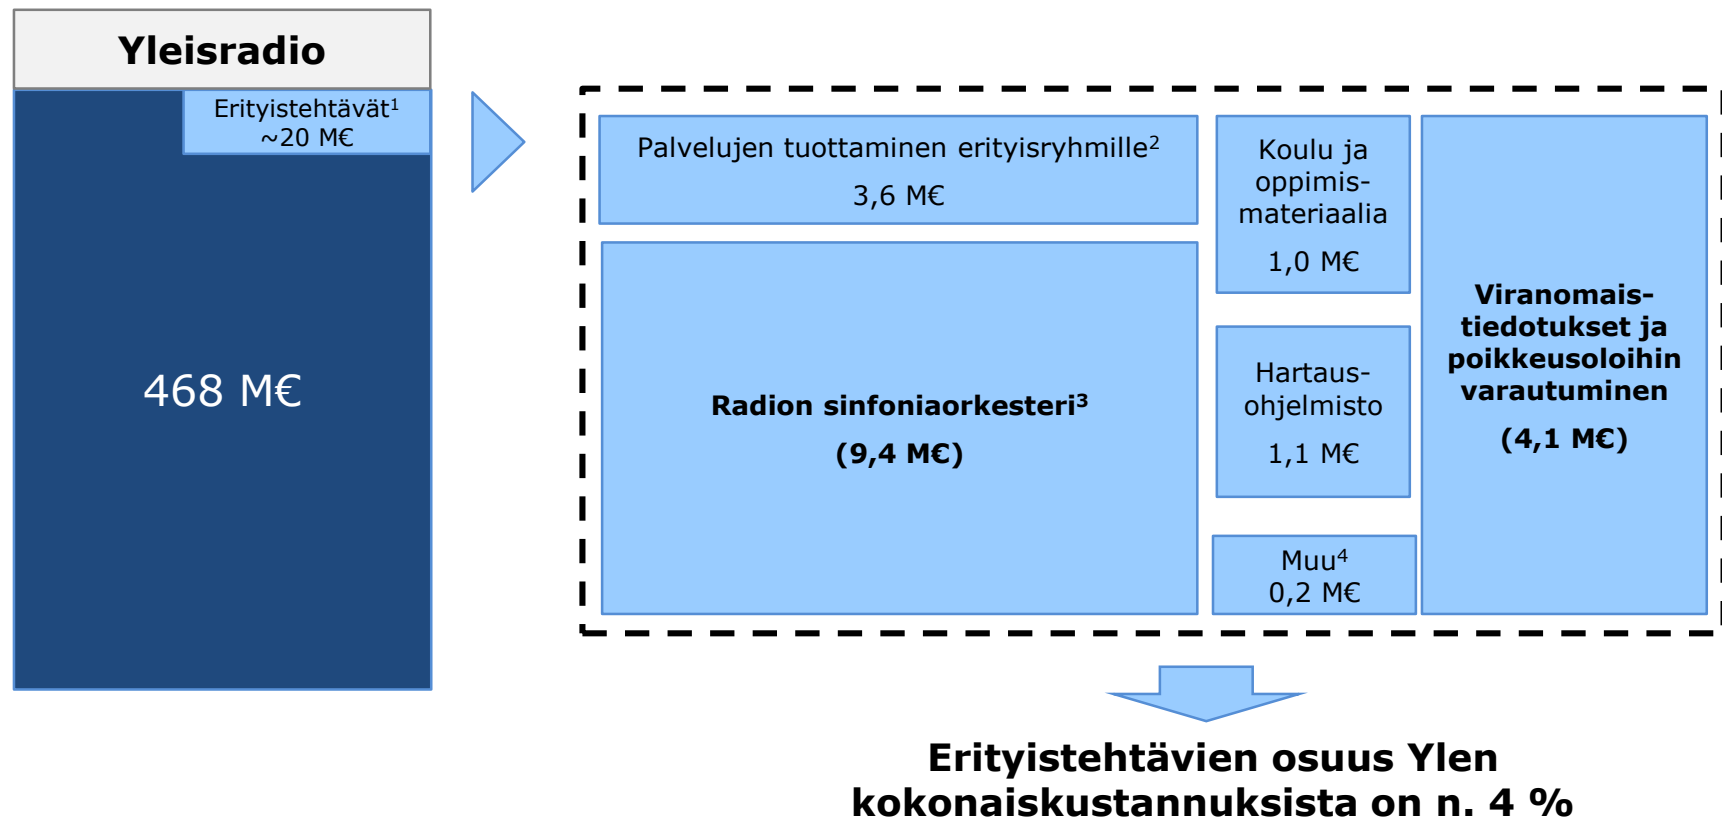 Yleisradio
Erityistehtävät¹
~20 M€
468 M€
Palvelujen tuottaminen erityisryhmille²
3,6 M€
Radion sinfoniaorkesteri³
(9,4 M€)
Koulu ja
oppimis-
materiaalia
1,0 M€
Hartaus-
ohjelmisto
1,1 M€
Muu⁴
0,2 M€
Viranomais-
tiedotukset ja
poikkeusoloihin
varautuminen
(4,1 M€)
Erityistehtävien osuus Ylen
kokonaiskustannuksista on n. 4 %